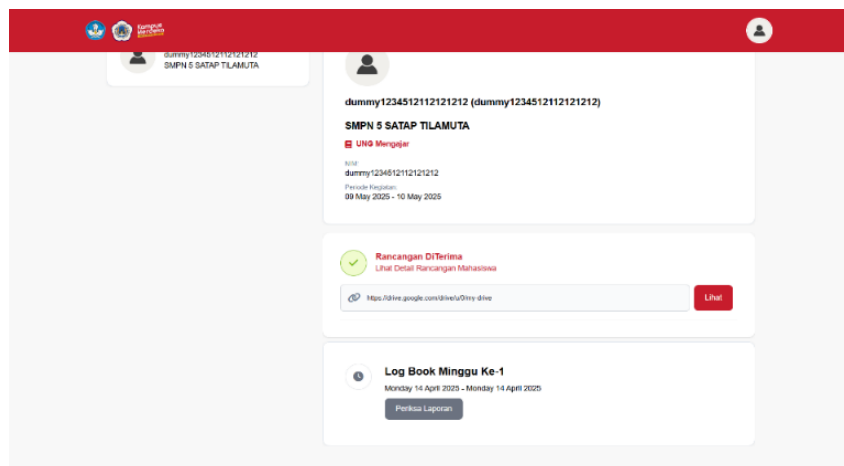 Kampus
Merdeka
dummy1234512112121212
SMPN 5 SATAP TILAMUTA
dummy1234512112121212 (dummy1234512112121212)
SMPN 5 SATAP TILAMUTA
UNG Mengajar
NIM:
dummy1234512112121212
Periode Kegiatan:
09 May 2025 - 10 May 2025
Rancangan DiTerima
Lihat Detail Rancangan Mahasiswa
https://drive.google.com/drive/u/0/my-drive
Lihat
Log Book Minggu Ke-1
Monday 14 April 2025 - Monday 14 April 2025
Periksa Laporan